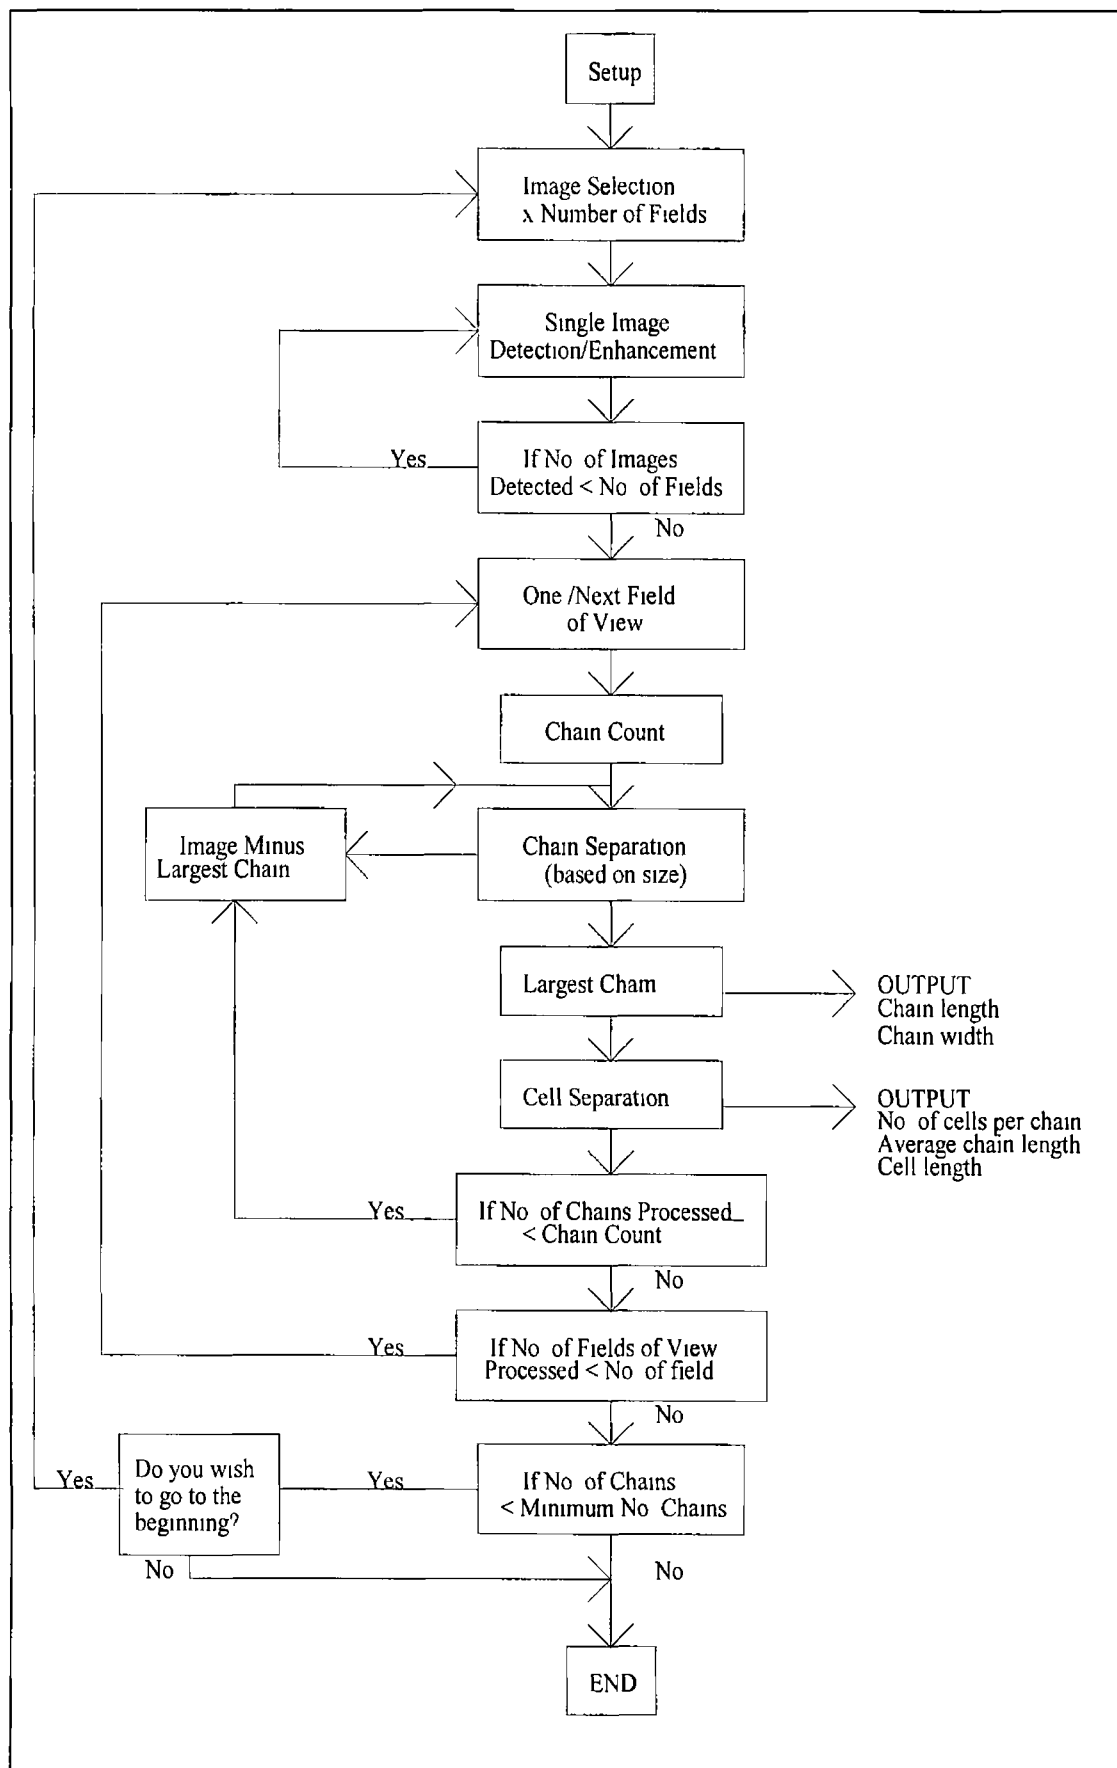 Setup
Image Selection
x Number of Fields
Single Image
Detection/Enhancement
Yes
If No of Images
Detected < No of Fields
No
One /Next Field
of View
Chain Count
Image Minus
Largest Chain
Chain Separation
(based on size)
Largest Chain
OUTPUT
Chain length
Chain width
Cell Separation
OUTPUT
No of cells per chain
Average chain length
Cell length
Yes
If No of Chains Processed
< Chain Count
No
Yes
If No of Fields of View
Processed < No of field
No
Yes
Do you wish
to go to the
beginning?
Yes
If No of Chains
< Minimum No Chains
No
No
END